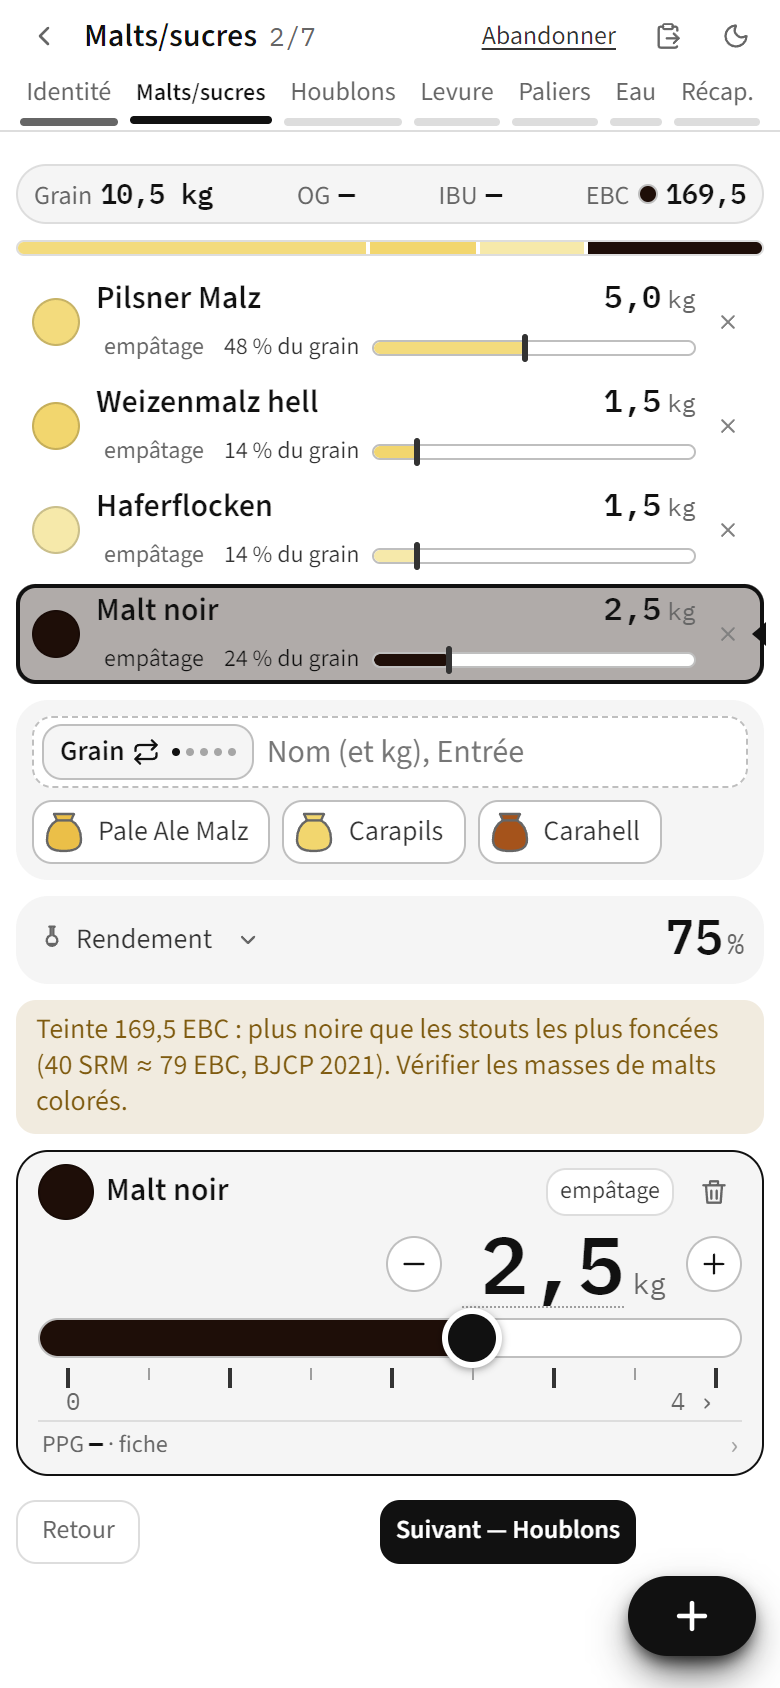 Malts/sucres 2/7 Abandonner
Identité Malts/sucres Houblons Levure Paliers Eau Récap.
Grain 10,5 kg OG – IBU – EBC 169,5
Pilsner Malz 5,0 kg ×
empâtage 48 % du grain
Weizenmalz hell 1,5 kg ×
empâtage 14 % du grain
Haferflocken 1,5 kg ×
empâtage 14 % du grain
Malt noir 2,5 kg ×
empâtage 24 % du grain
Grain Nom (et kg), Entrée
Pale Ale Malz Carapils Carahell
Rendement 75 %
Teinte 169,5 EBC : plus noire que les stouts les plus foncées
(40 SRM ≈ 79 EBC, BJCP 2021). Vérifier les masses de malts
colorés.
Malt noir empâtage
− 2,5 kg +
0 4 ›
PPG – · fiche ›
Retour Suivant — Houblons
+